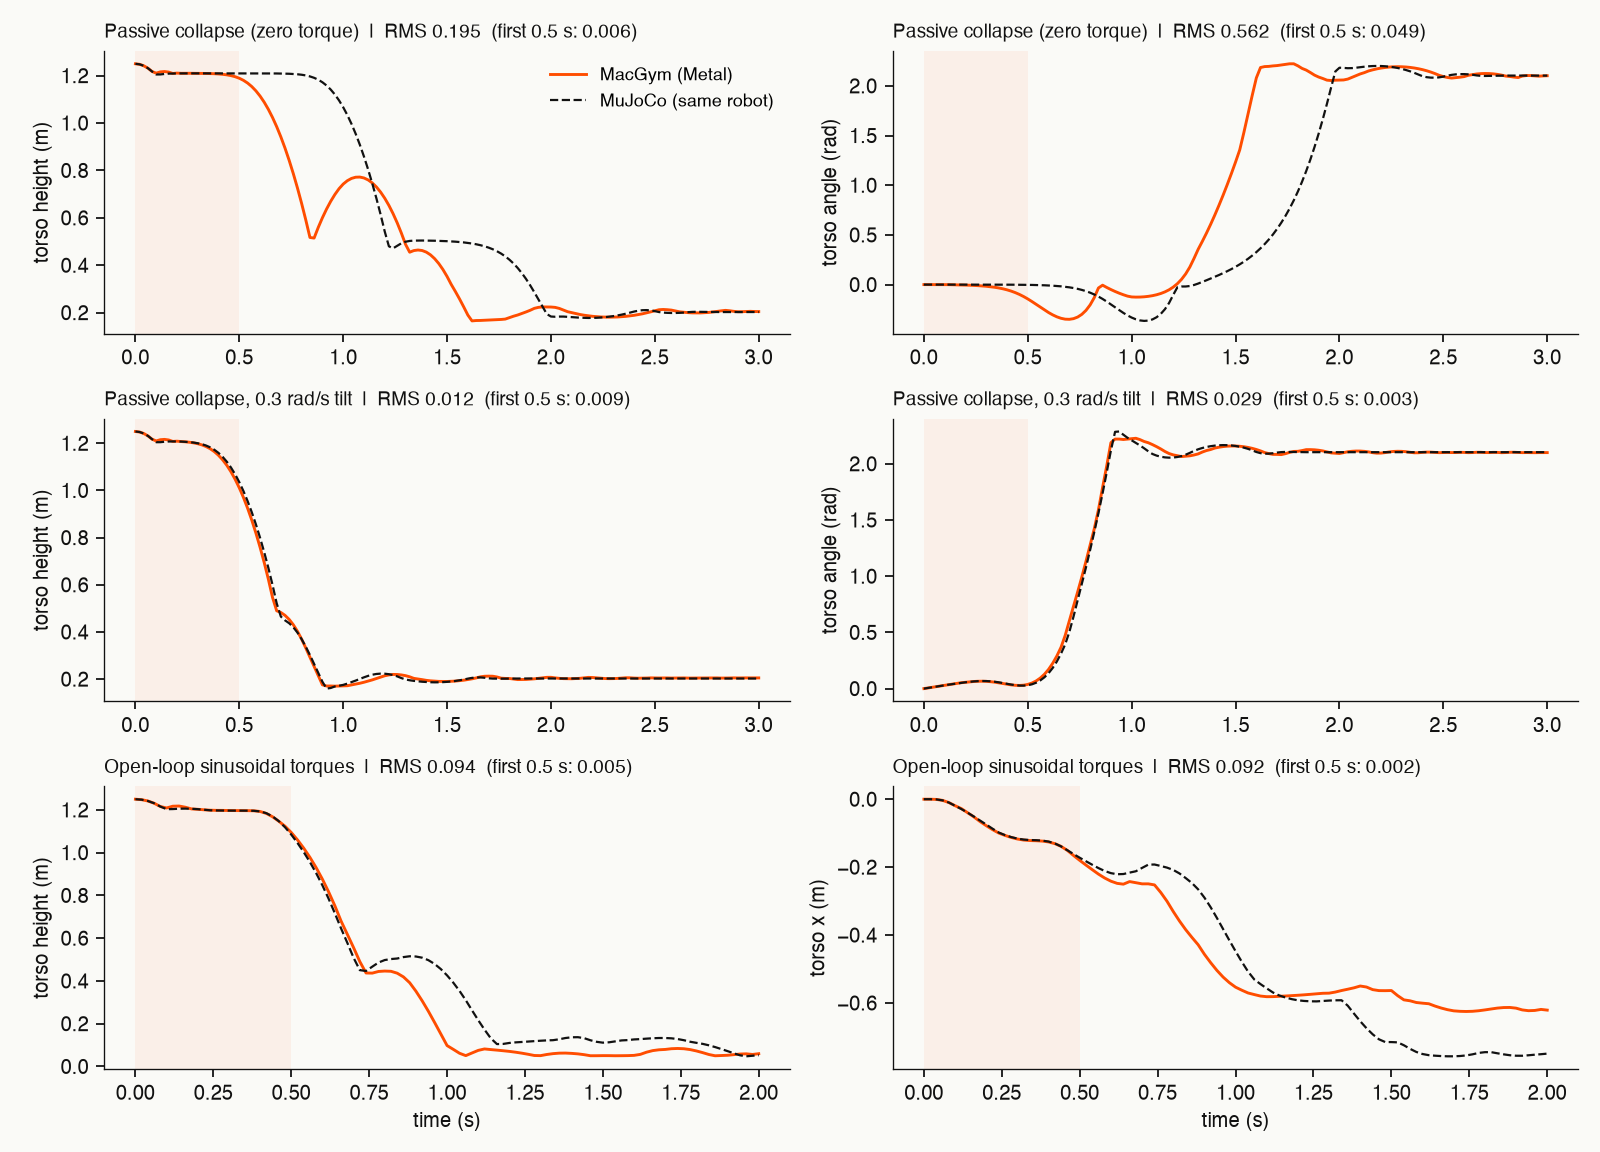 Passive collapse (zero torque) | RMS 0.195 (first 0.5 s: 0.006)
torso height (m)
1.2
1.0
0.8
0.6
0.4
0.2
MacGym (Metal)
MuJoCo (same robot)
0.0 0.5 1.0 1.5 2.0 2.5 3.0
Passive collapse (zero torque) | RMS 0.562 (first 0.5 s: 0.049)
torso angle (rad)
2.0
1.5
1.0
0.5
0.0
0.0 0.5 1.0 1.5 2.0 2.5 3.0
Passive collapse, 0.3 rad/s tilt | RMS 0.012 (first 0.5 s: 0.009)
torso height (m)
1.2
1.0
0.8
0.6
0.4
0.2
0.0 0.5 1.0 1.5 2.0 2.5 3.0
Passive collapse, 0.3 rad/s tilt | RMS 0.029 (first 0.5 s: 0.003)
torso angle (rad)
2.0
1.5
1.0
0.5
0.0
0.0 0.5 1.0 1.5 2.0 2.5 3.0
Open-loop sinusoidal torques | RMS 0.094 (first 0.5 s: 0.005)
torso height (m)
1.2
1.0
0.8
0.6
0.4
0.2
0.0
0.00 0.25 0.50 0.75 1.00 1.25 1.50 1.75 2.00
time (s)
Open-loop sinusoidal torques | RMS 0.092 (first 0.5 s: 0.002)
torso x (m)
0.0
−0.2
−0.4
−0.6
0.00 0.25 0.50 0.75 1.00 1.25 1.50 1.75 2.00
time (s)